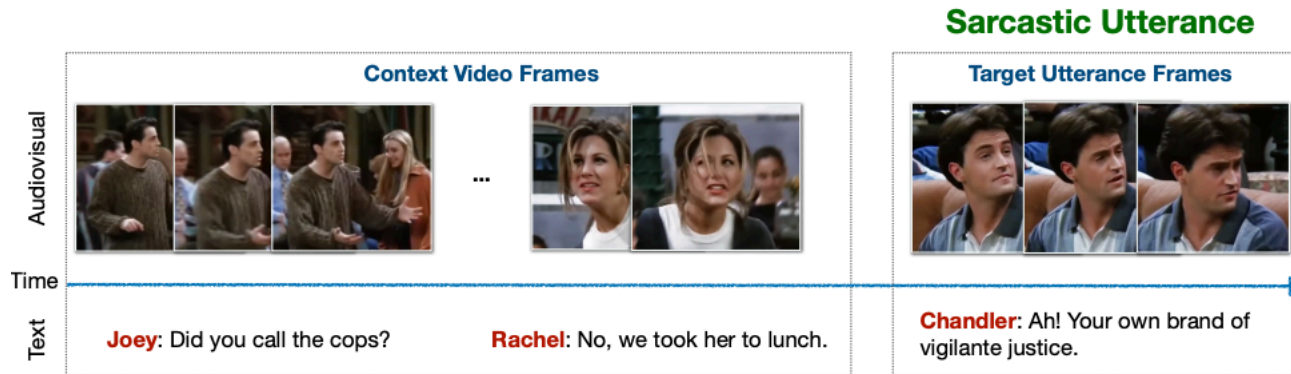 Sarcastic Utterance
Context Video Frames
Target Utterance Frames
Audiovisual
...
Time
Text
Joey: Did you call the cops?
Rachel: No, we took her to lunch.
Chandler: Ah! Your own brand of
vigilante justice.